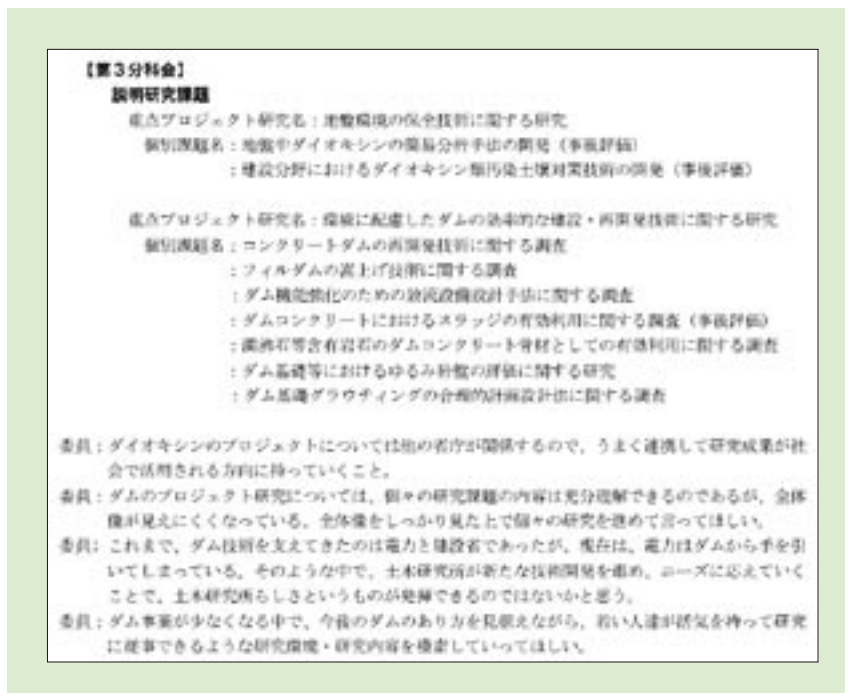 【第3分科会】
説明研究課題
重点プロジェクト研究名：地盤環境の保全技術に関する研究
個別課題名：地盤中ダイオキシンの簡易分析手法の開発（事後評価）
：建設分野におけるダイオキシン類汚染土壌対策技術の開発（事後評価）
重点プロジェクト研究名：環境に配慮したダムの効率的な建設・再開発技術に関する研究
個別課題名：コンクリートダムの再開発技術に関する調査
：フィルダムの嵩上げ技術に関する調査
：ダム機能強化のための放流設備設計手法に関する調査
：ダムコンクリートにおけるスラッジの有効利用に関する調査（事後評価）
：濁沸石等含有岩石のダムコンクリート骨材としての有効利用に関する調査
：ダム基礎等におけるゆるみ岩盤の評価に関する研究
：ダム基礎グラウチィングの合理的計画設計法に関する調査
委員：ダイオキシンのプロジェクトについては他の省庁が関係するので、うまく連携して研究成果が社
会で活用される方向に持っていくこと。
委員：ダムのプロジェクト研究については、個々の研究課題の内容は充分理解できるのであるが、全体
像が見えにくくなっている。全体像をしっかり見た上で個々の研究を進めて言ってほしい。
委員：これまで、ダム技術を支えてきたのは電力と建設省であったが、現在は、電力はダムから手を引
いてしまっている。そのような中で、土木研究所が新たな技術開発を進め、ニーズに応えていく
ことで、土木研究所らしさというものが発揮できるのではないかと思う。
委員：ダム事業が少なくなる中で、今後のダムのあり方を見据えながら、若い人達が活気を持って研究
に従事できるような研究環境・研究内容を模索していってほしい。